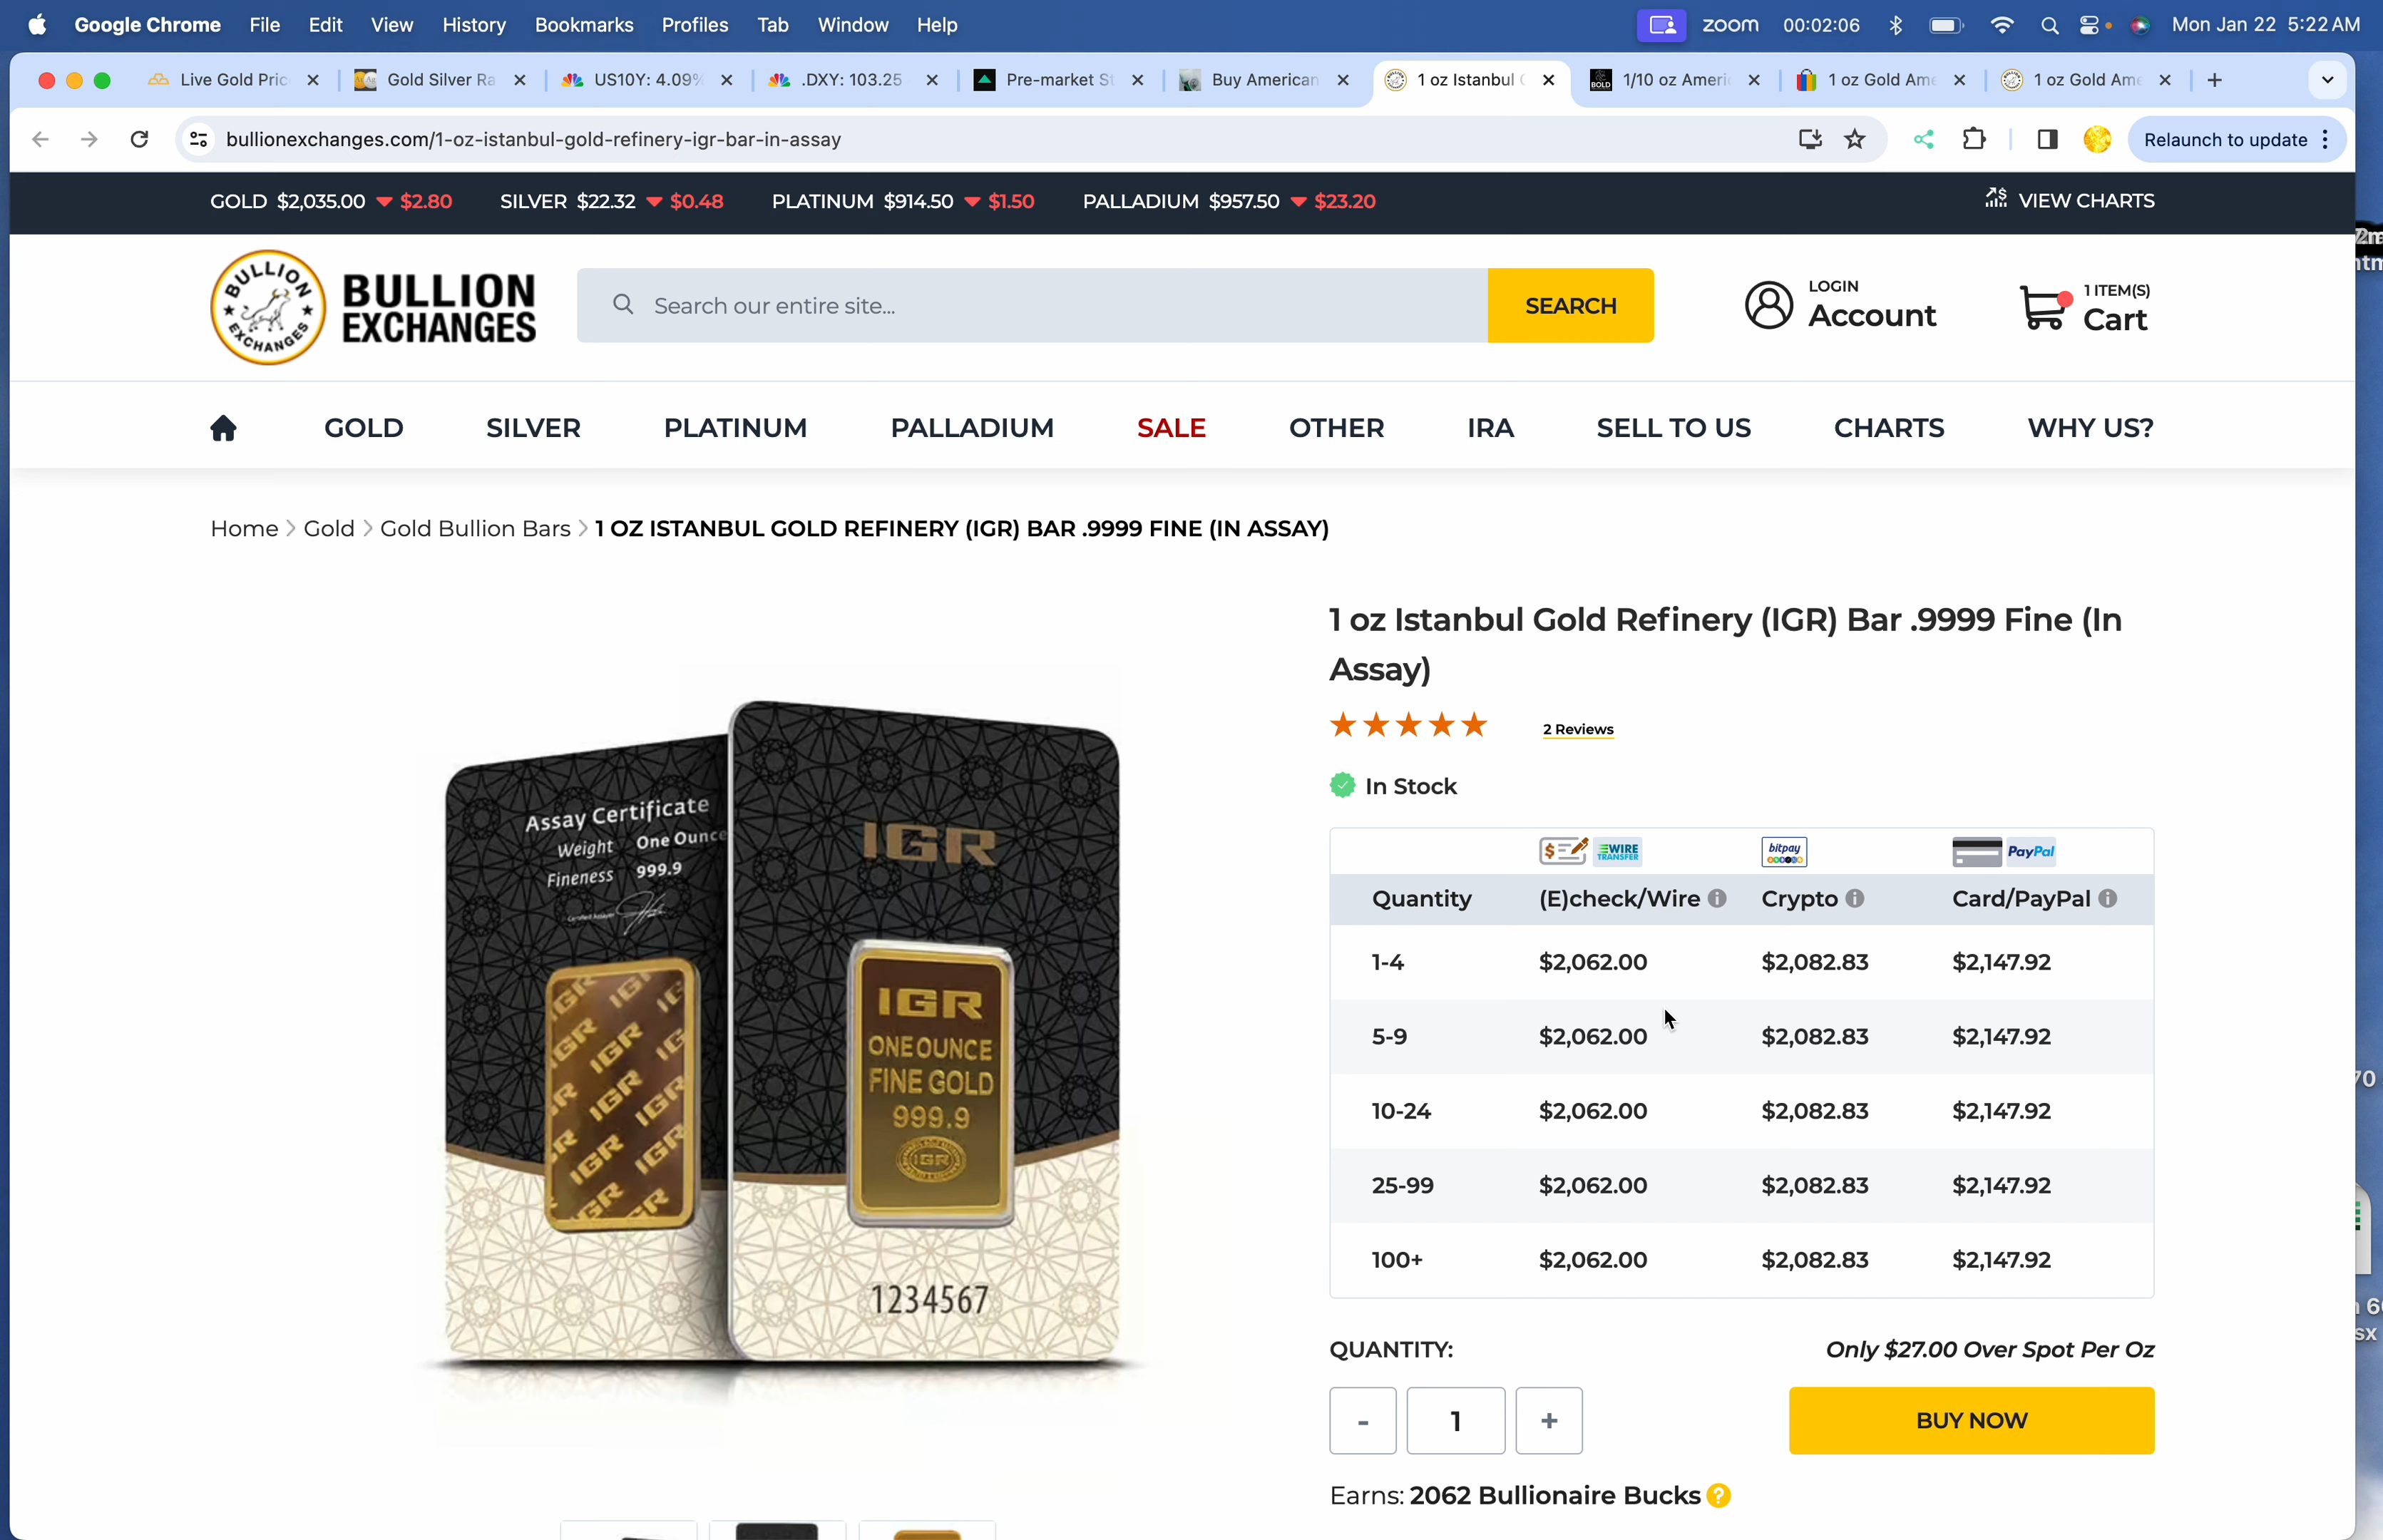 Google Chrome File Edit View History Bookmarks Profiles Tab Window Help zoom 00:02:06 Mon Jan 22 5:22 AM
Live Gold Pric Gold Silver Ra US10Y: 4.09% .DXY: 103.25 Pre-market St Buy American 1 oz Istanbul G BOLD 1/10 oz Ameri 1 oz Gold Ame 1 oz Gold Ame
bullionexchanges.com/1-oz-istanbul-gold-refinery-igr-bar-in-assay Relaunch to update
GOLD $2,035.00 $2.80 SILVER $22.32 $0.48 PLATINUM $914.50 $1.50 PALLADIUM $957.50 $23.20 VIEW CHARTS
BULLION EXCHANGES
BULLION
EXCHANGES
Search our entire site...
SEARCH
LOGIN
Account
1 ITEM(S)
Cart
GOLD SILVER PLATINUM PALLADIUM SALE OTHER IRA SELL TO US CHARTS WHY US?
Home > Gold > Gold Bullion Bars > 1 OZ ISTANBUL GOLD REFINERY (IGR) BAR .9999 FINE (IN ASSAY)
Assay Certificate
Weight One Ounce
Fineness 999.9
Certified Assayer
IGR
IGR
ONE OUNCE
FINE GOLD
999.9
IGR
1234567
1 oz Istanbul Gold Refinery (IGR) Bar .9999 Fine (In
Assay)
2 Reviews
In Stock
WIRE TRANSFER bitpay PayPal
Quantity (E)check/Wire Crypto Card/PayPal
1-4 $2,062.00 $2,082.83 $2,147.92
5-9 $2,062.00 $2,082.83 $2,147.92
10-24 $2,062.00 $2,082.83 $2,147.92
25-99 $2,062.00 $2,082.83 $2,147.92
100+ $2,062.00 $2,082.83 $2,147.92
QUANTITY: Only $27.00 Over Spot Per Oz
- 1 + BUY NOW
Earns: 2062 Bullionaire Bucks ?